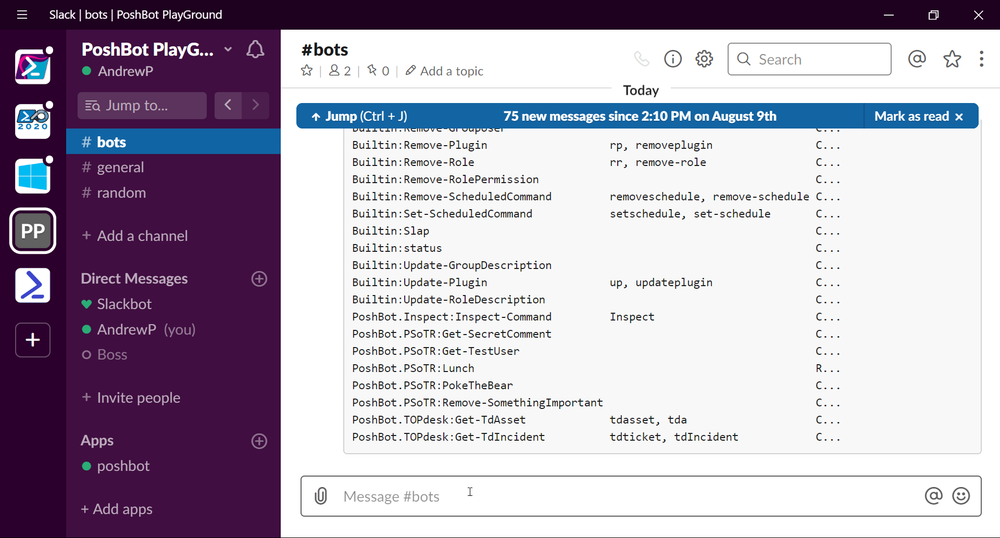 Slack | bots | PoshBot PlayGround
2020
PP
PoshBot PlayG...
AndrewP
Jump to...
# bots
# general
# random
+ Add a channel
Direct Messages
Slackbot
AndrewP (you)
Boss
+ Invite people
Apps
poshbot
+ Add apps
#bots
2 | 0 | Add a topic
Search
Today
Jump (Ctrl + J) 75 new messages since 2:10 PM on August 9th Mark as read ×
Builtin:Remove-Plugin rp, removeplugin C...
Builtin:Remove-Role rr, remove-role C...
Builtin:Remove-RolePermission C...
Builtin:Remove-ScheduledCommand removeschedule, remove-schedule C...
Builtin:Set-ScheduledCommand setschedule, set-schedule C...
Builtin:Slap C...
Builtin:status C...
Builtin:Update-GroupDescription C...
Builtin:Update-Plugin up, updateplugin C...
Builtin:Update-RoleDescription C...
PoshBot.Inspect:Inspect-Command Inspect C...
PoshBot.PSoTR:Get-SecretComment C...
PoshBot.PSoTR:Get-TestUser C...
PoshBot.PSoTR:Lunch R...
PoshBot.PSoTR:PokeTheBear C...
PoshBot.PSoTR:Remove-SomethingImportant C...
PoshBot.TOPdesk:Get-TdAsset tdasset, tda C...
PoshBot.TOPdesk:Get-TdIncident tdticket, tdIncident C...
Message #bots